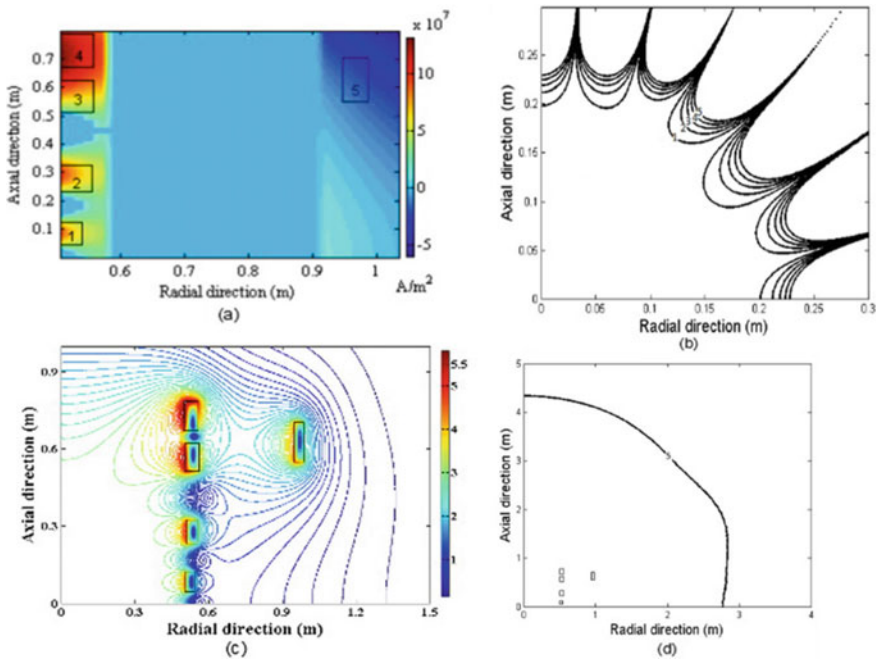 x 10⁷
Axial direction (m)
0.7
0.6
0.5
0.4
0.3
0.2
0.1
4
3
2
1
5
10
5
0
-5
0.6 0.7 0.8 0.9 1
Radial direction (m) A/m²
(a)
Axial direction (m)
0.25
0.2
0.15
0.1
0.05
0
0 0.05 0.1 0.15 0.2 0.25 0.3
Radial direction (m)
(b)
Axial direction (m)
0.9
0.6
0.3
0
0 0.3 0.6 0.9 1.2 1.5
5.5
5
4
3
2
1
Radial direction (m)
(c)
Axial direction (m)
5
4
3
2
1
0
5
0 1 2 3 4
Radial direction (m)
(d)